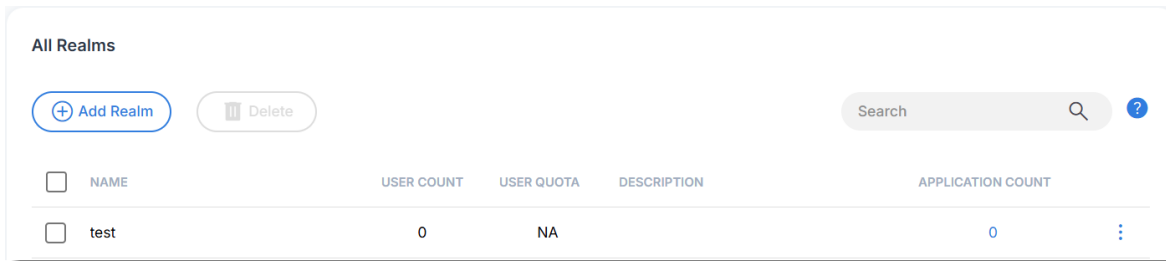 All Realms
Add Realm Delete Search ?
NAME USER COUNT USER QUOTA DESCRIPTION APPLICATION COUNT
test 0 NA 0